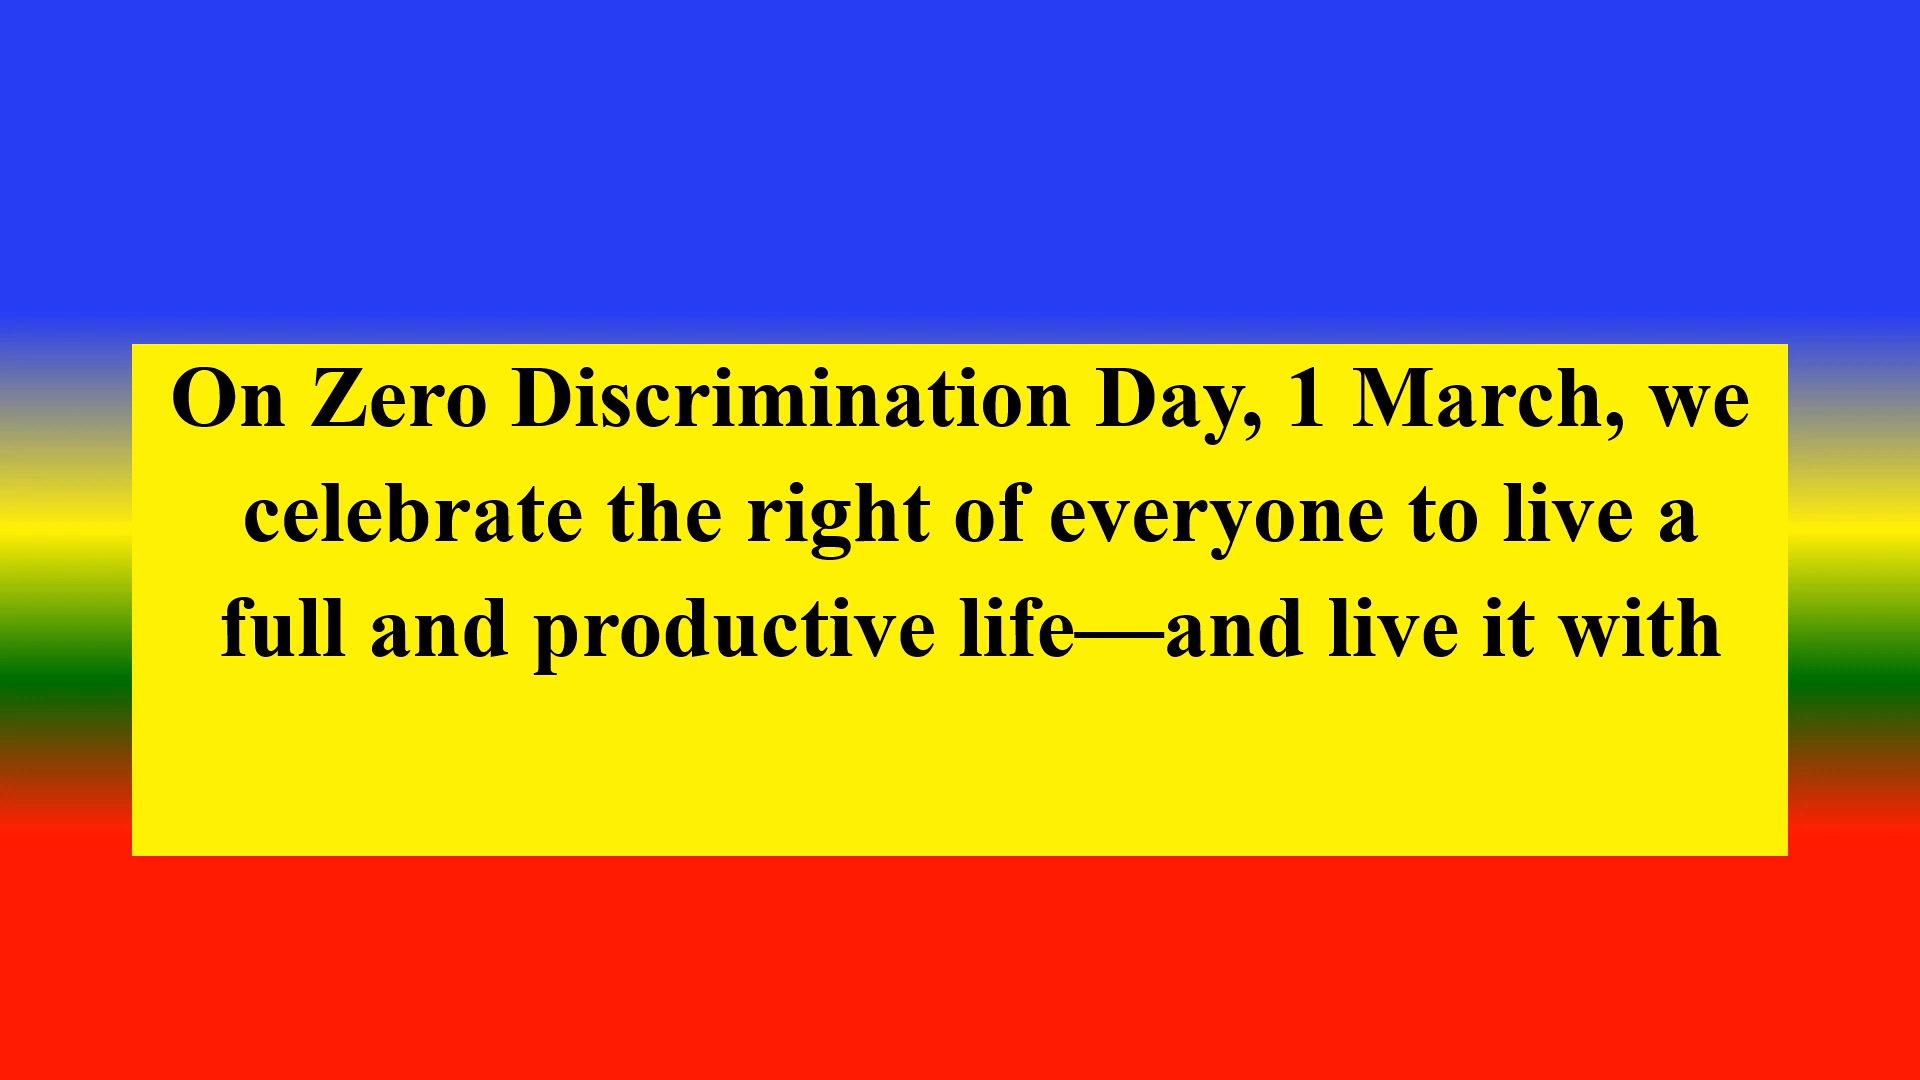 On Zero Discrimination Day, 1 March, we
celebrate the right of everyone to live a
full and productive life—and live it with